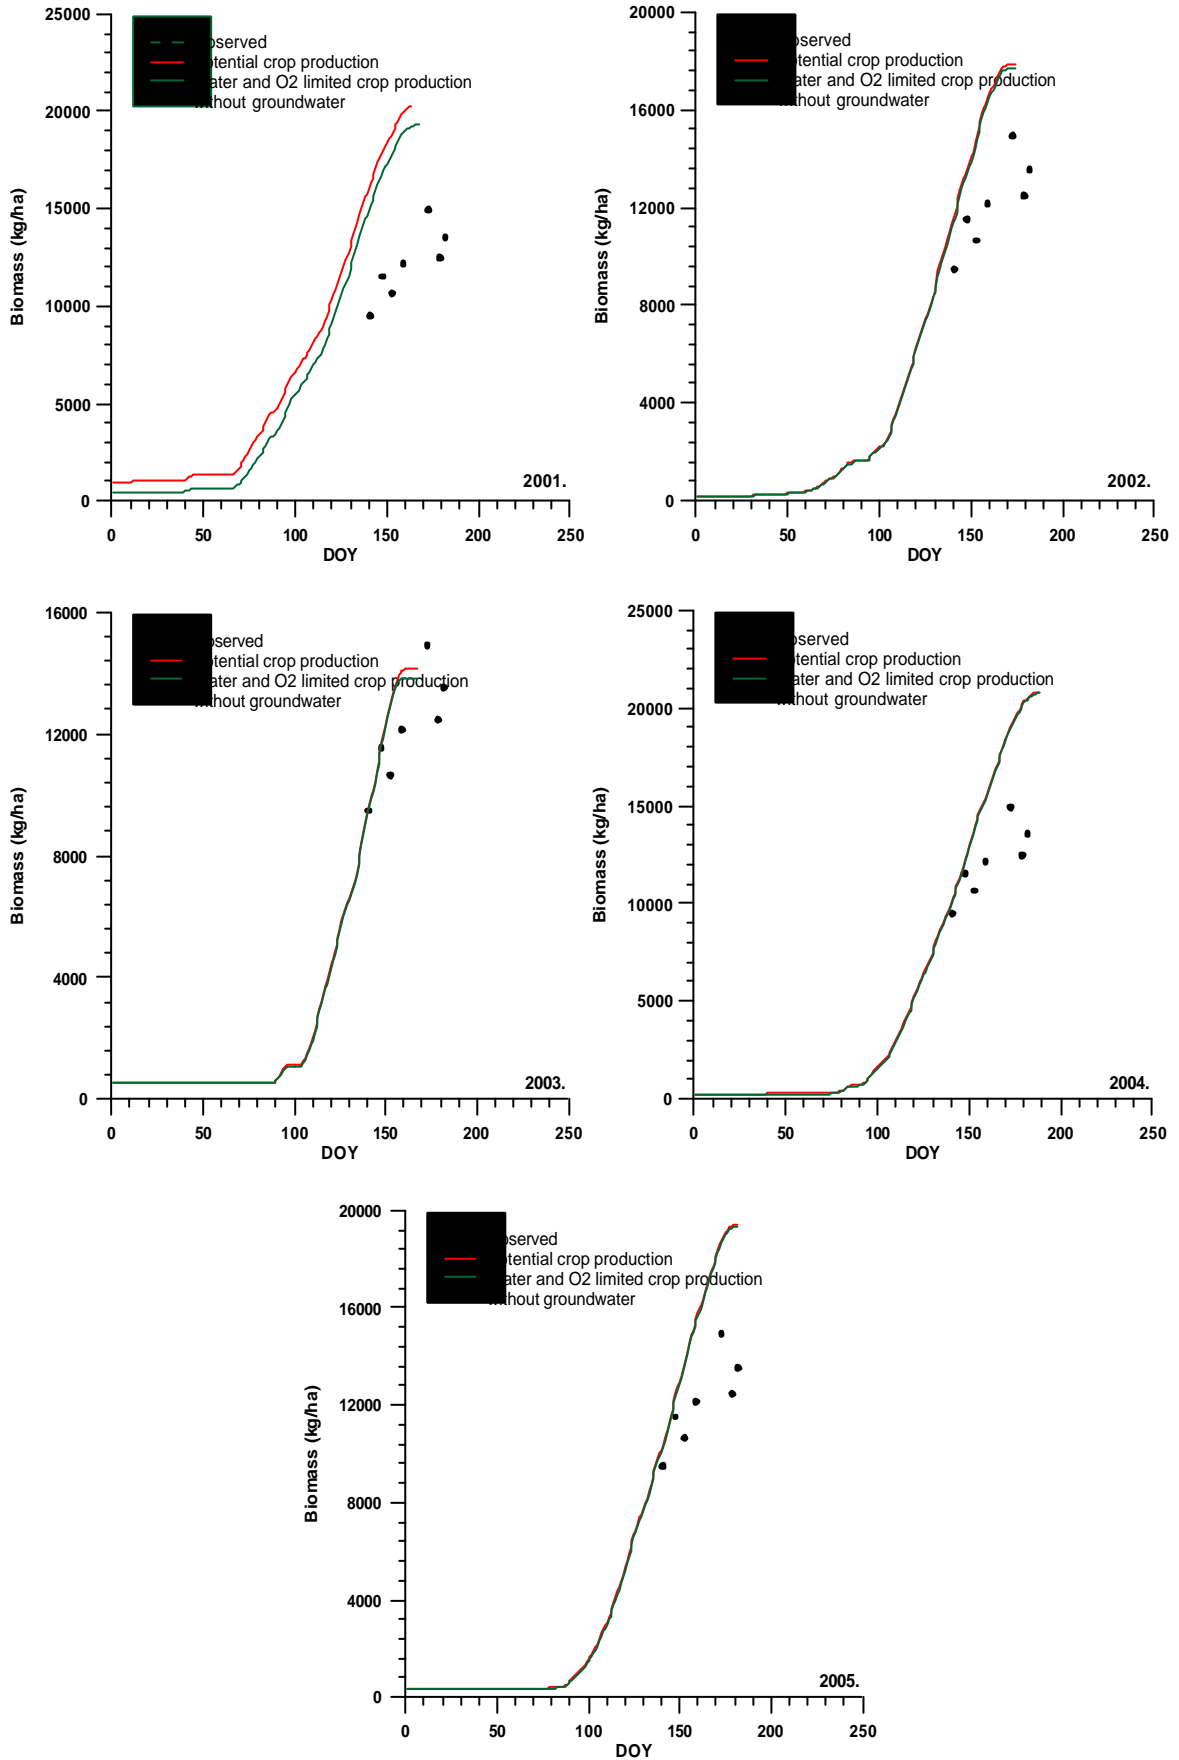 25000
20000
15000
10000
5000
0
Biomass (kg/ha)
bserved
tential crop production
ater and O2 limited crop production
without groundwater
2001.
0 50 100 150 200 250
DOY
20000
16000
12000
8000
4000
0
Biomass (kg/ha)
bserved
tential crop production
ater and O2 limited crop production
without groundwater
2002.
0 50 100 150 200 250
DOY
16000
12000
8000
4000
0
Biomass (kg/ha)
bserved
tential crop production
ater and O2 limited crop production
without groundwater
2003.
0 50 100 150 200 250
DOY
25000
20000
15000
10000
5000
0
Biomass (kg/ha)
bserved
tential crop production
ater and O2 limited crop production
without groundwater
2004.
0 50 100 150 200 250
DOY
20000
16000
12000
8000
4000
0
Biomass (kg/ha)
bserved
tential crop production
ater and O2 limited crop production
without groundwater
2005.
0 50 100 150 200 250
DOY